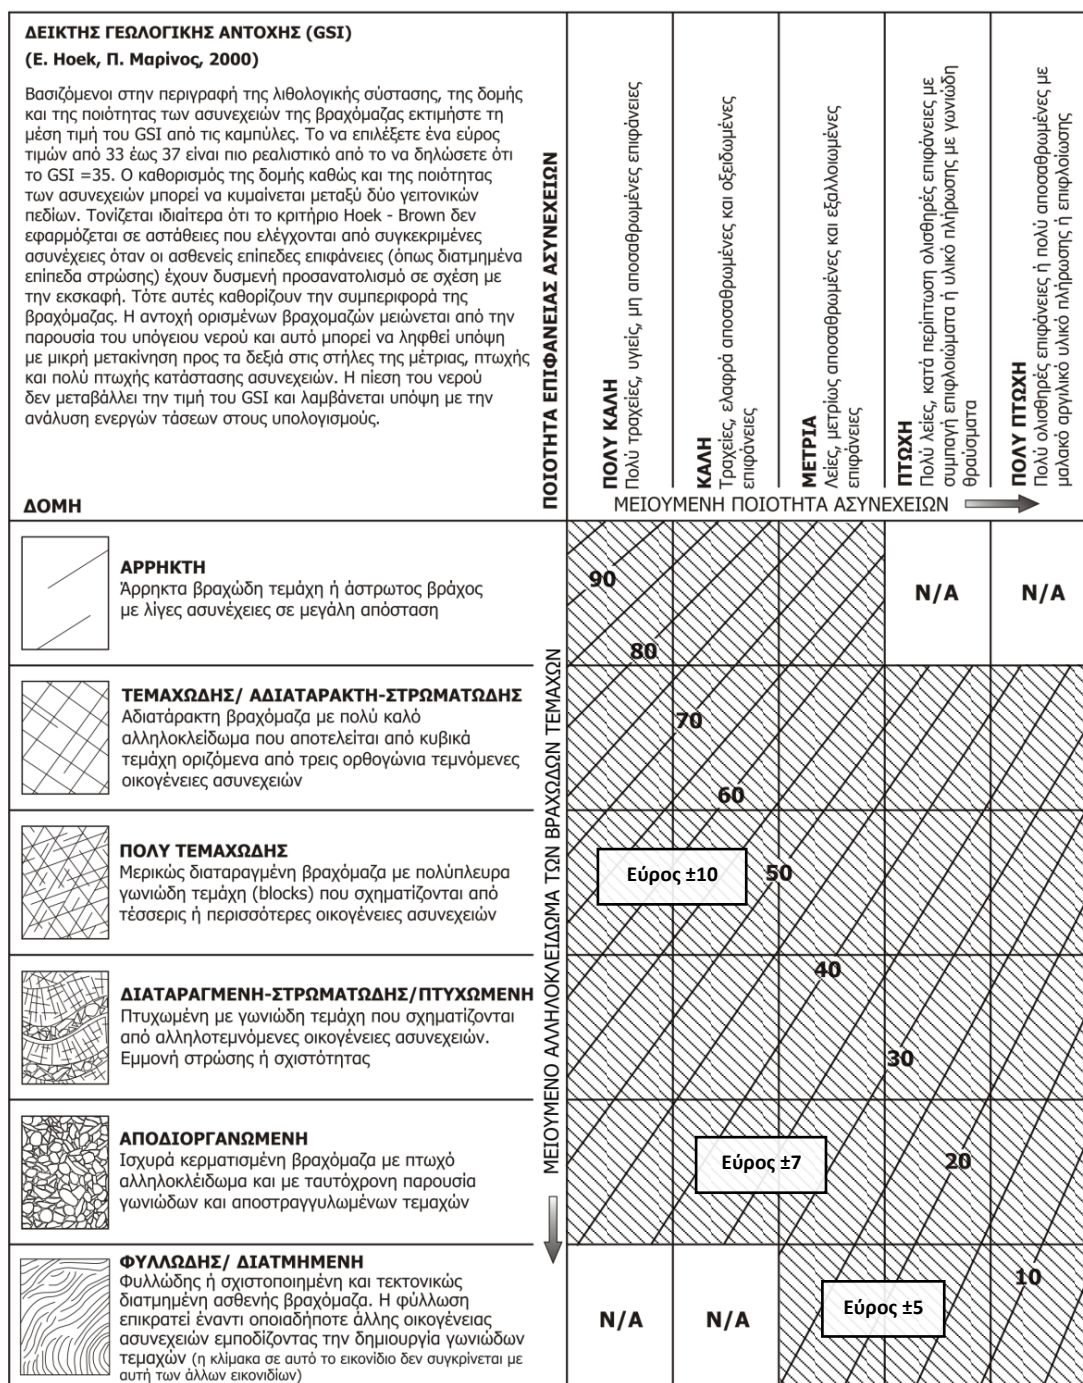 ΔΕΙΚΤΗΣ ΓΕΩΛΟΓΙΚΗΣ ΑΝΤΟΧΗΣ (GSI)
(E. Hoek, Π. Μαρίνος, 2000)
Βασιζόμενοι στην περιγραφή της λιθολογικής σύστασης, της δομής
και της ποιότητας των ασυνεχειών της βραχόμαζας εκτιμήστε τη
μέση τιμή του GSI από τις καμπύλες. Το να επιλέξετε ένα εύρος
τιμών από 33 έως 37 είναι πιο ρεαλιστικό από το να δηλώσετε ότι
το GSI =35. Ο καθορισμός της δομής καθώς και της ποιότητας
των ασυνεχειών μπορεί να κυμαίνεται μεταξύ δύο γειτονικών
πεδίων. Τονίζεται ιδιαίτερα ότι το κριτήριο Hoek - Brown δεν
εφαρμόζεται σε αστάθειες που ελέγχονται από συγκεκριμένες
ασυνέχειες όταν οι ασθενείς επίπεδες επιφάνειες (όπως διατμημένα
επίπεδα στρώσης) έχουν δυσμενή προσανατολισμό σε σχέση με
την εκσκαφή. Τότε αυτές καθορίζουν την συμπεριφορά της
βραχόμαζας. Η αντοχή ορισμένων βραχομαζών μειώνεται από την
παρουσία του υπόγειου νερού και αυτό μπορεί να ληφθεί υπόψη
με μικρή μετακίνηση προς τα δεξιά στις στήλες της μέτριας, πτωχής
και πολύ πτωχής κατάστασης ασυνεχειών. Η πίεση του νερού
δεν μεταβάλλει την τιμή του GSI και λαμβάνεται υπόψη με την
ανάλυση ενεργών τάσεων στους υπολογισμούς.
ΔΟΜΗ
ΠΟΙΟΤΗΤΑ ΕΠΙΦΑΝΕΙΑΣ ΑΣΥΝΕΧΕΙΩΝ
ΠΟΛΥ ΚΑΛΗ
Πολύ τραχείες, υγιείς, μη αποσαθρωμένες επιφάνειες
ΚΑΛΗ
Τραχείες, ελαφρά αποσαθρωμένες και οξειδωμένες
επιφάνειες
ΜΕΤΡΙΑ
Λείες, μετρίως αποσαθρωμένες και εξαλλοιωμένες
επιφάνειες
ΠΤΩΧΗ
Πολύ λείες, κατά περίπτωση ολισθηρές επιφάνειες με
συμπαγή επιφλοιώματα ή υλικό πλήρωσης με γωνιώδη
θραύσματα
ΠΟΛΥ ΠΤΩΧΗ
Πολύ ολισθηρές επιφάνειες ή πολύ αποσαθρωμένες με
μαλακό αργιλικό υλικό πλήρωσης ή επιφλοίωσης
ΜΕΙΟΥΜΕΝΗ ΠΟΙΟΤΗΤΑ ΑΣΥΝΕΧΕΙΩΝ
ΜΕΙΟΥΜΕΝΟ ΑΛΛΗΛΟΚΛΕΙΔΩΜΑ ΤΩΝ ΒΡΑΧΩΔΩΝ ΤΕΜΑΧΩΝ
ΑΡΡΗΚΤΗ
Άρρηκτα βραχώδη τεμάχη ή άστρωτος βράχος
με λίγες ασυνέχειες σε μεγάλη απόσταση
90
80
N/A
N/A
ΤΕΜΑΧΩΔΗΣ/ ΑΔΙΑΤΑΡΑΚΤΗ-ΣΤΡΩΜΑΤΩΔΗΣ
Αδιατάρακτη βραχόμαζα με πολύ καλό
αλληλοκλείδωμα που αποτελείται από κυβικά
τεμάχη οριζόμενα από τρεις ορθογώνια τεμνόμενες
οικογένειες ασυνεχειών
70
60
ΠΟΛΥ ΤΕΜΑΧΩΔΗΣ
Μερικώς διαταραγμένη βραχόμαζα με πολύπλευρα
γωνιώδη τεμάχη (blocks) που σχηματίζονται από
τέσσερις ή περισσότερες οικογένειες ασυνεχειών
Εύρος ±10
50
ΔΙΑΤΑΡΑΓΜΕΝΗ-ΣΤΡΩΜΑΤΩΔΗΣ/ΠΤΥΧΩΜΕΝΗ
Πτυχωμένη με γωνιώδη τεμάχη που σχηματίζονται
από αλληλοτεμνόμενες οικογένειες ασυνεχειών.
Εμμονή στρώσης ή σχιστότητας
40
30
ΑΠΟΔΙΟΡΓΑΝΩΜΕΝΗ
Ισχυρά κερματισμένη βραχόμαζα με πτωχό
αλληλοκλείδωμα και με ταυτόχρονη παρουσία
γωνιώδων και αποστραγγυλωμένων τεμαχών
Εύρος ±7
20
ΦΥΛΛΩΔΗΣ/ ΔΙΑΤΜΗΜΕΝΗ
Φυλλώδης ή σχιστοποιημένη και τεκτονικώς
διατμημένη ασθενής βραχόμαζα. Η φύλλωση
επικρατεί έναντι οποιαδήποτε άλλης οικογένειας
ασυνεχειών εμποδίζοντας την δημιουργία γωνιώδων
τεμαχών (η κλίμακα σε αυτό το εικονίδιο δεν συγκρίνεται με
αυτή των άλλων εικονιδίων)
N/A
N/A
Εύρος ±5
10